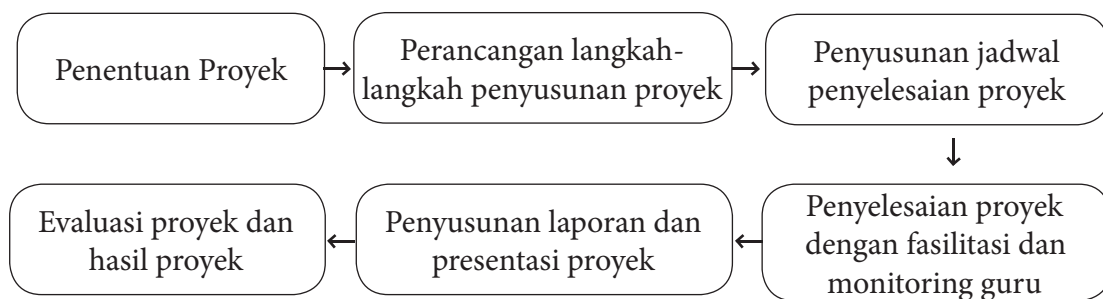 Penentuan Proyek
Perancangan langkah-
langkah penyusunan proyek
Penyusunan jadwal
penyelesaian proyek
Penyelesaian proyek
dengan fasilitasi dan
monitoring guru
Penyusunan laporan dan
presentasi proyek
Evaluasi proyek dan
hasil proyek